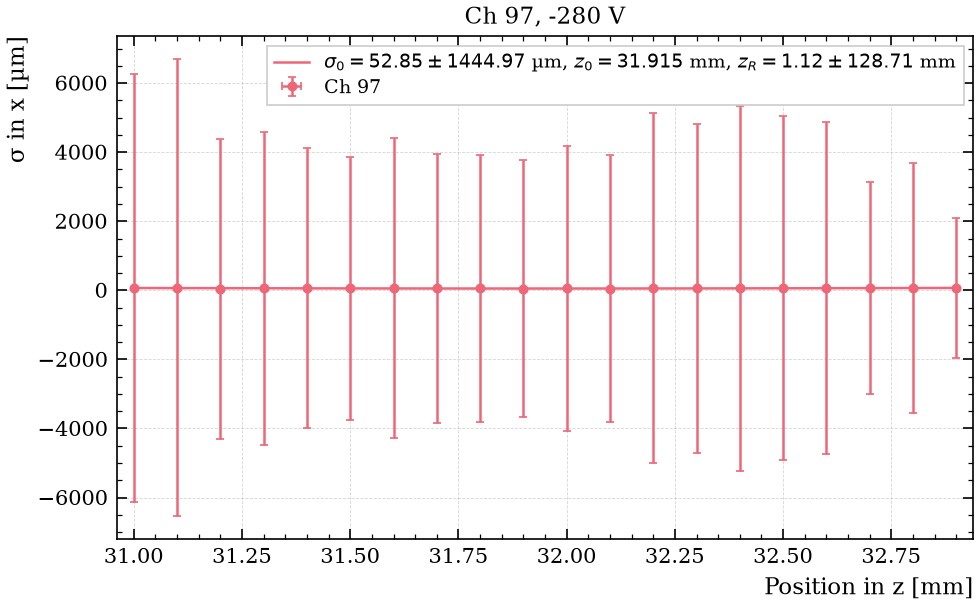 Ch 97, -280 V
σ in x [µm]
σ₀ = 52.85 ± 1444.97 µm, z₀ = 31.915 mm, z_R = 1.12 ± 128.71 mm
Ch 97
6000
4000
2000
0
−2000
−4000
−6000
31.00 31.25 31.50 31.75 32.00 32.25 32.50 32.75
Position in z [mm]